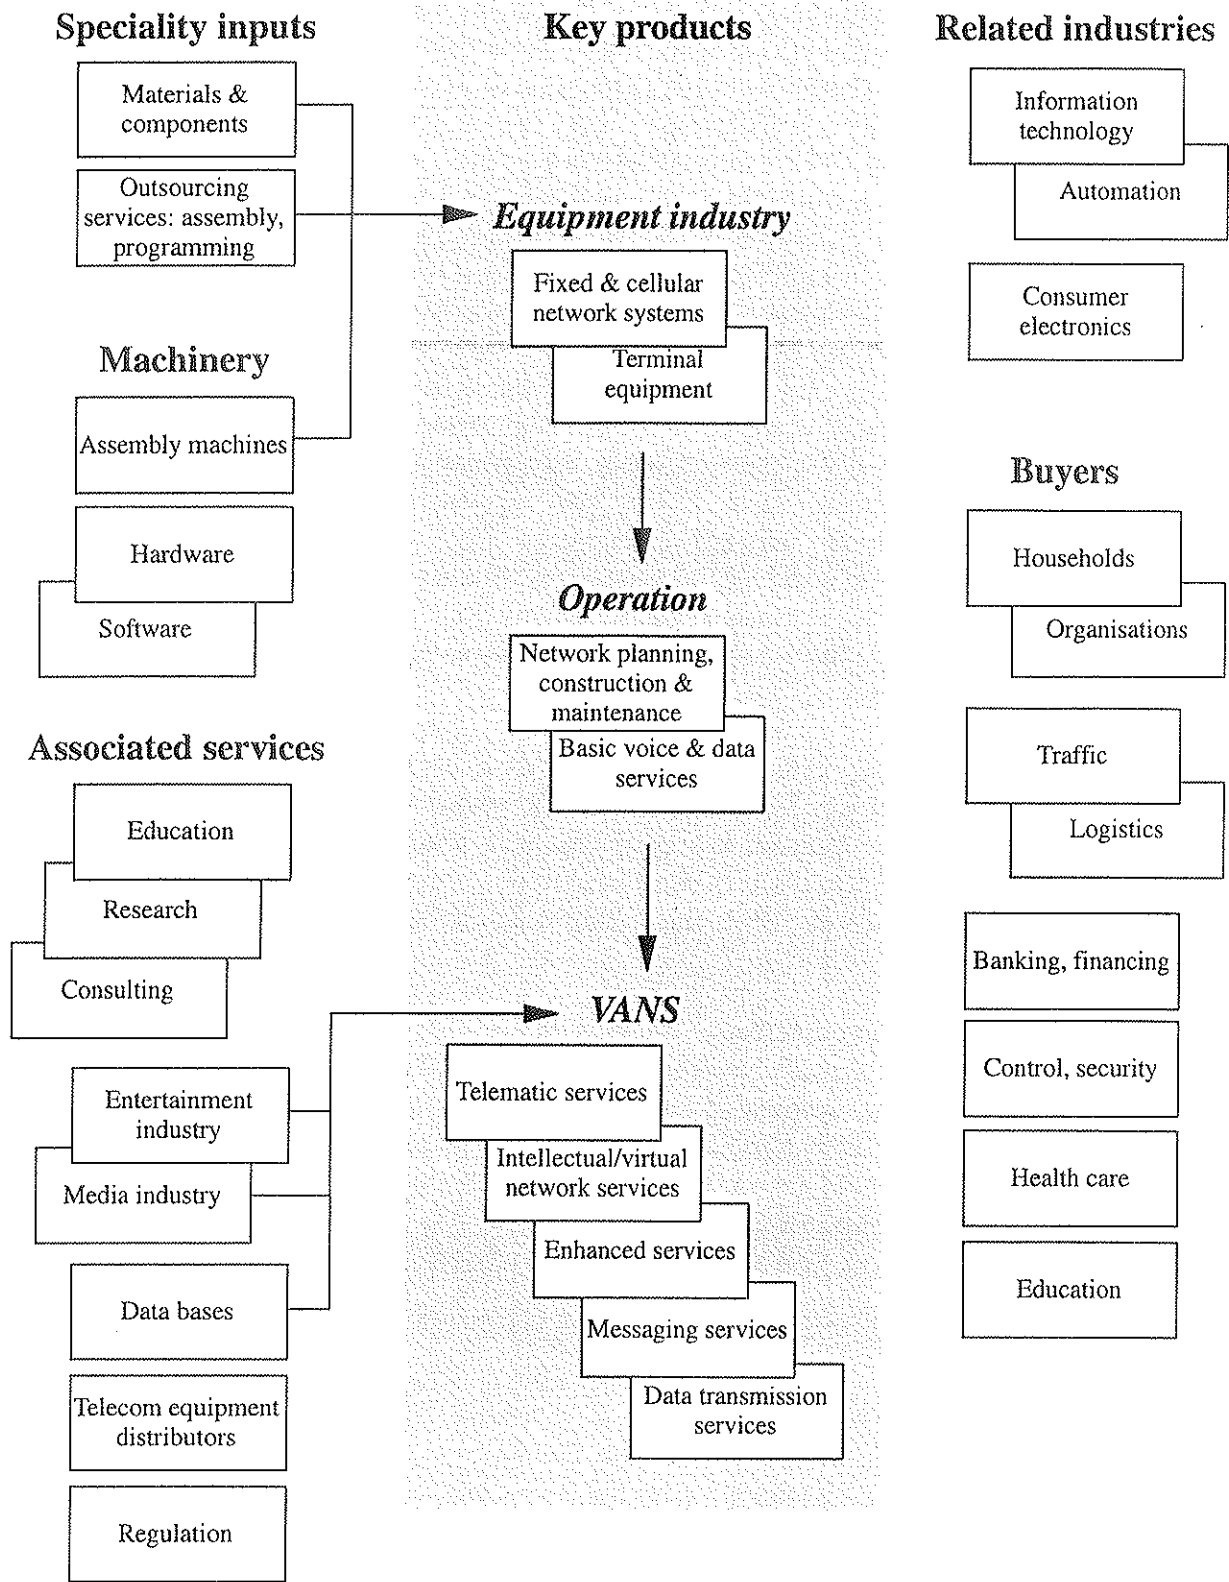 Speciality inputs
Materials &
components
Outsourcing
services: assembly,
programming
Machinery
Assembly machines
Hardware
Software
Associated services
Education
Research
Consulting
Entertainment
industry
Media industry
Data bases
Telecom equipment
distributors
Regulation
Key products
Equipment industry
Fixed & cellular
network systems
Terminal
equipment
Operation
Network planning,
construction &
maintenance
Basic voice & data
services
VANS
Telematic services
Intellectual/virtual
network services
Enhanced services
Messaging services
Data transmission
services
Related industries
Information
technology
Automation
Consumer
electronics
Buyers
Households
Organisations
Traffic
Logistics
Banking, financing
Control, security
Health care
Education